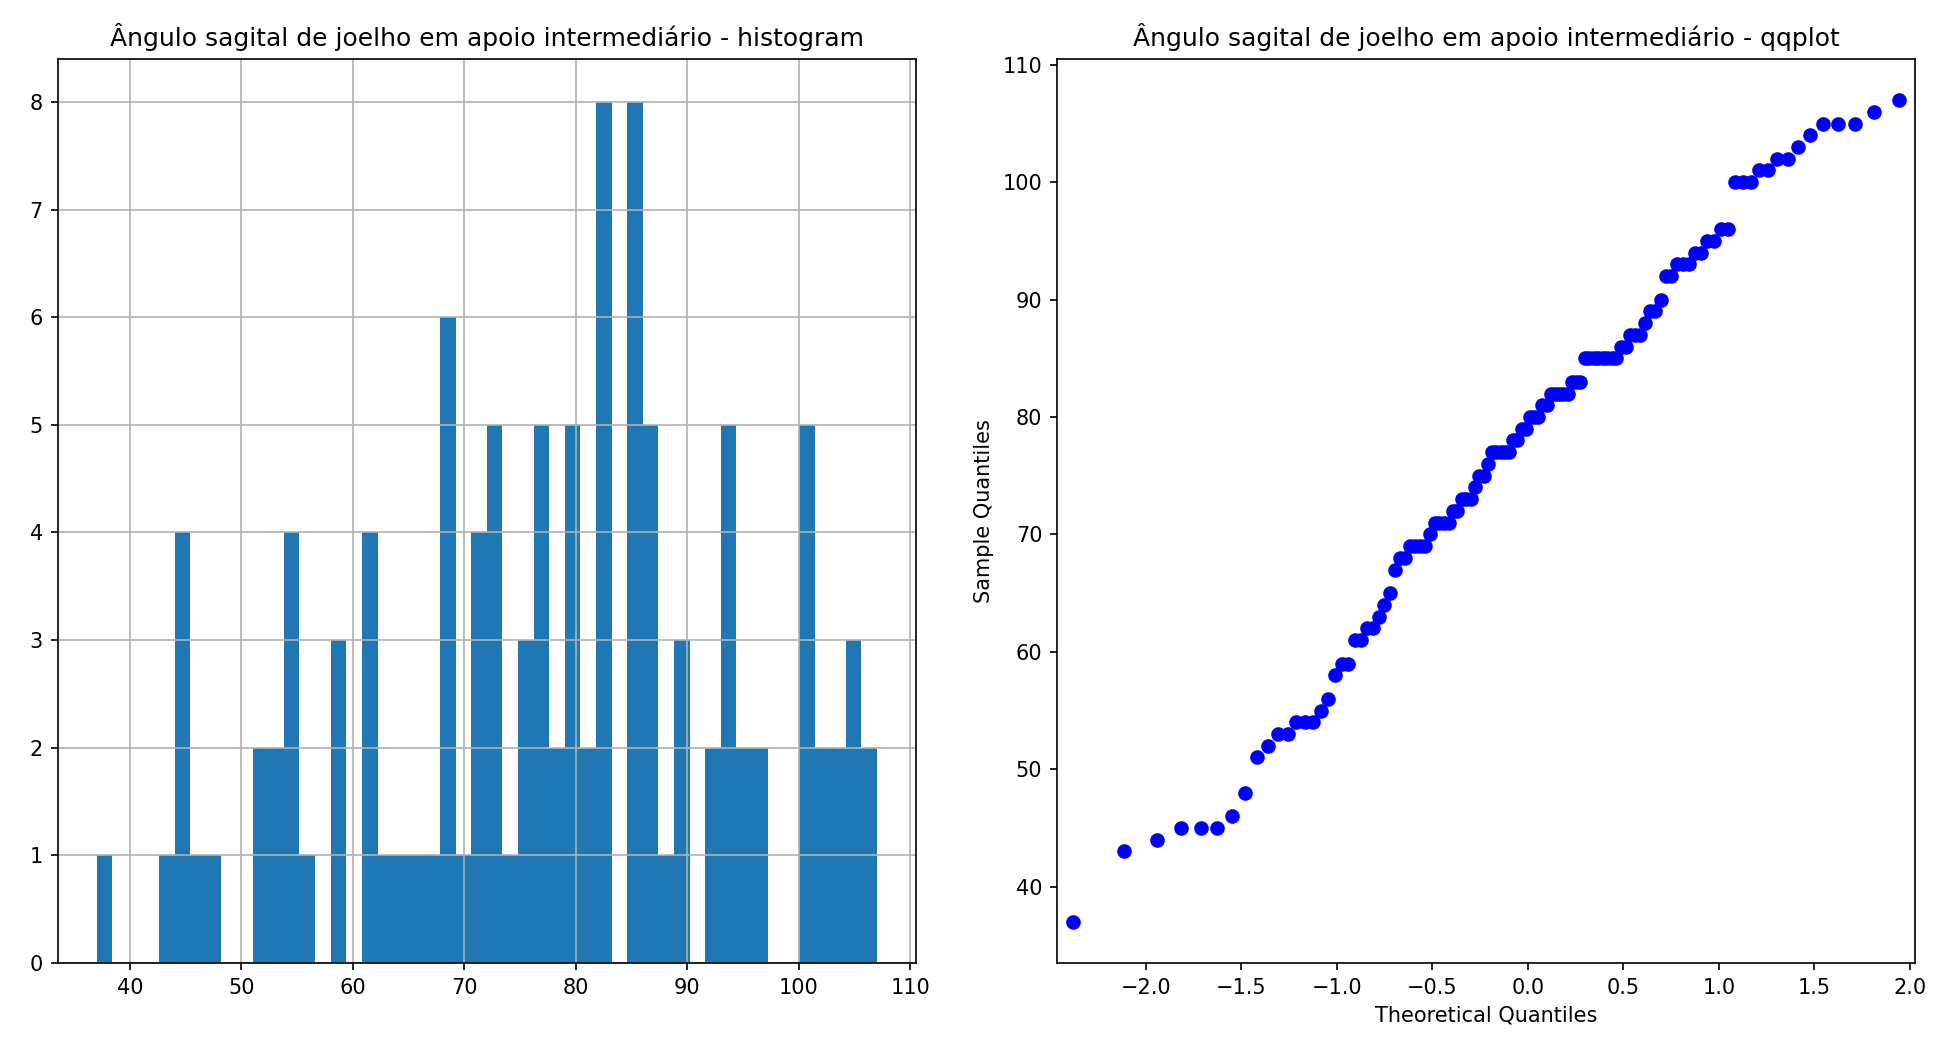 Ângulo sagital de joelho em apoio intermediário - histogram
8
7
6
5
4
3
2
1
0
40 50 60 70 80 90 100 110
Ângulo sagital de joelho em apoio intermediário - qqplot
110
100
90
80
70
60
50
40
Sample Quantiles
−2.0 −1.5 −1.0 −0.5 0.0 0.5 1.0 1.5 2.0
Theoretical Quantiles